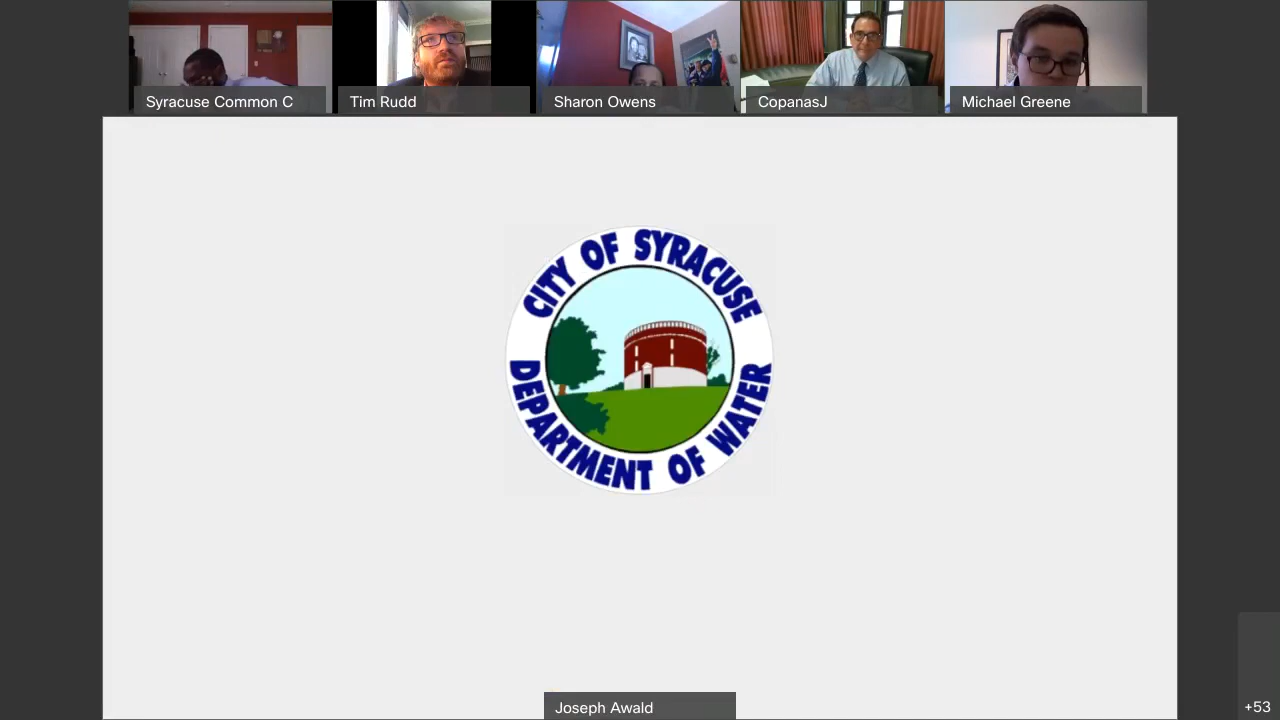 Syracuse Common C
Tim Rudd
Sharon Owens
CopanasJ
Michael Greene
CITY OF SYRACUSE
DEPARTMENT OF WATER
Joseph Awald
+53